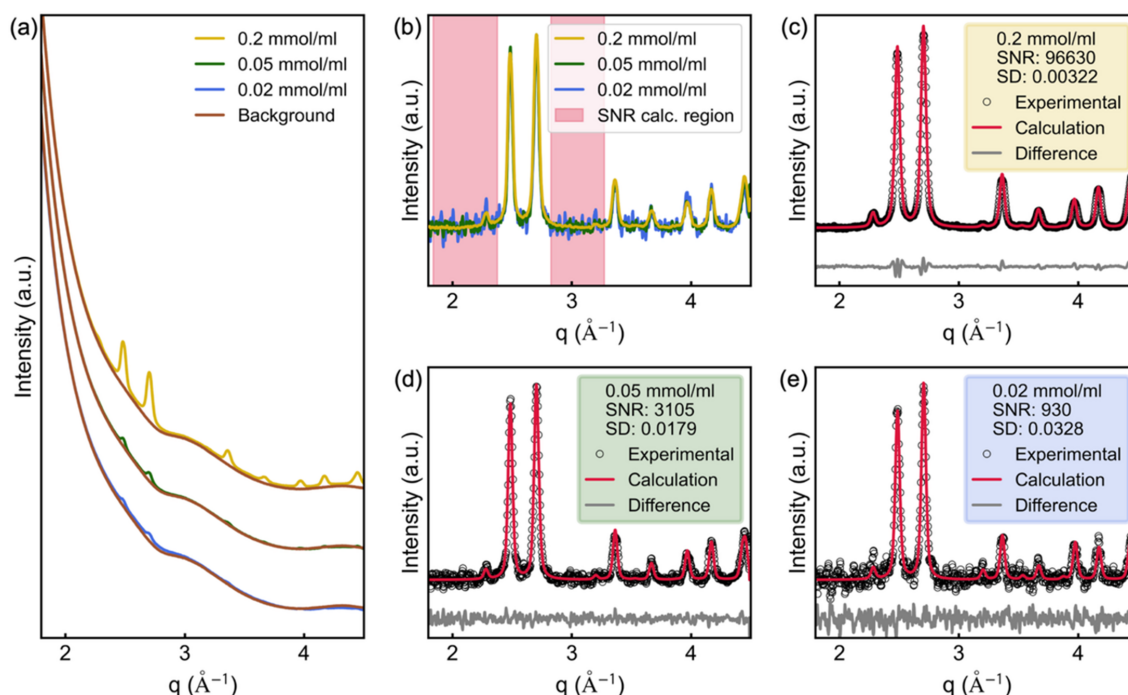 (a)
0.2 mmol/ml
0.05 mmol/ml
0.02 mmol/ml
Background
Intensity (a.u.)
2
3
4
q (Å⁻¹)
(b)
0.2 mmol/ml
0.05 mmol/ml
0.02 mmol/ml
SNR calc. region
Intensity (a.u.)
2
3
4
q (Å⁻¹)
(c)
0.2 mmol/ml
SNR: 96630
SD: 0.00322
Experimental
Calculation
Difference
Intensity (a.u.)
2
3
4
q (Å⁻¹)
(d)
0.05 mmol/ml
SNR: 3105
SD: 0.0179
Experimental
Calculation
Difference
Intensity (a.u.)
2
3
4
q (Å⁻¹)
(e)
0.02 mmol/ml
SNR: 930
SD: 0.0328
Experimental
Calculation
Difference
Intensity (a.u.)
2
3
4
q (Å⁻¹)